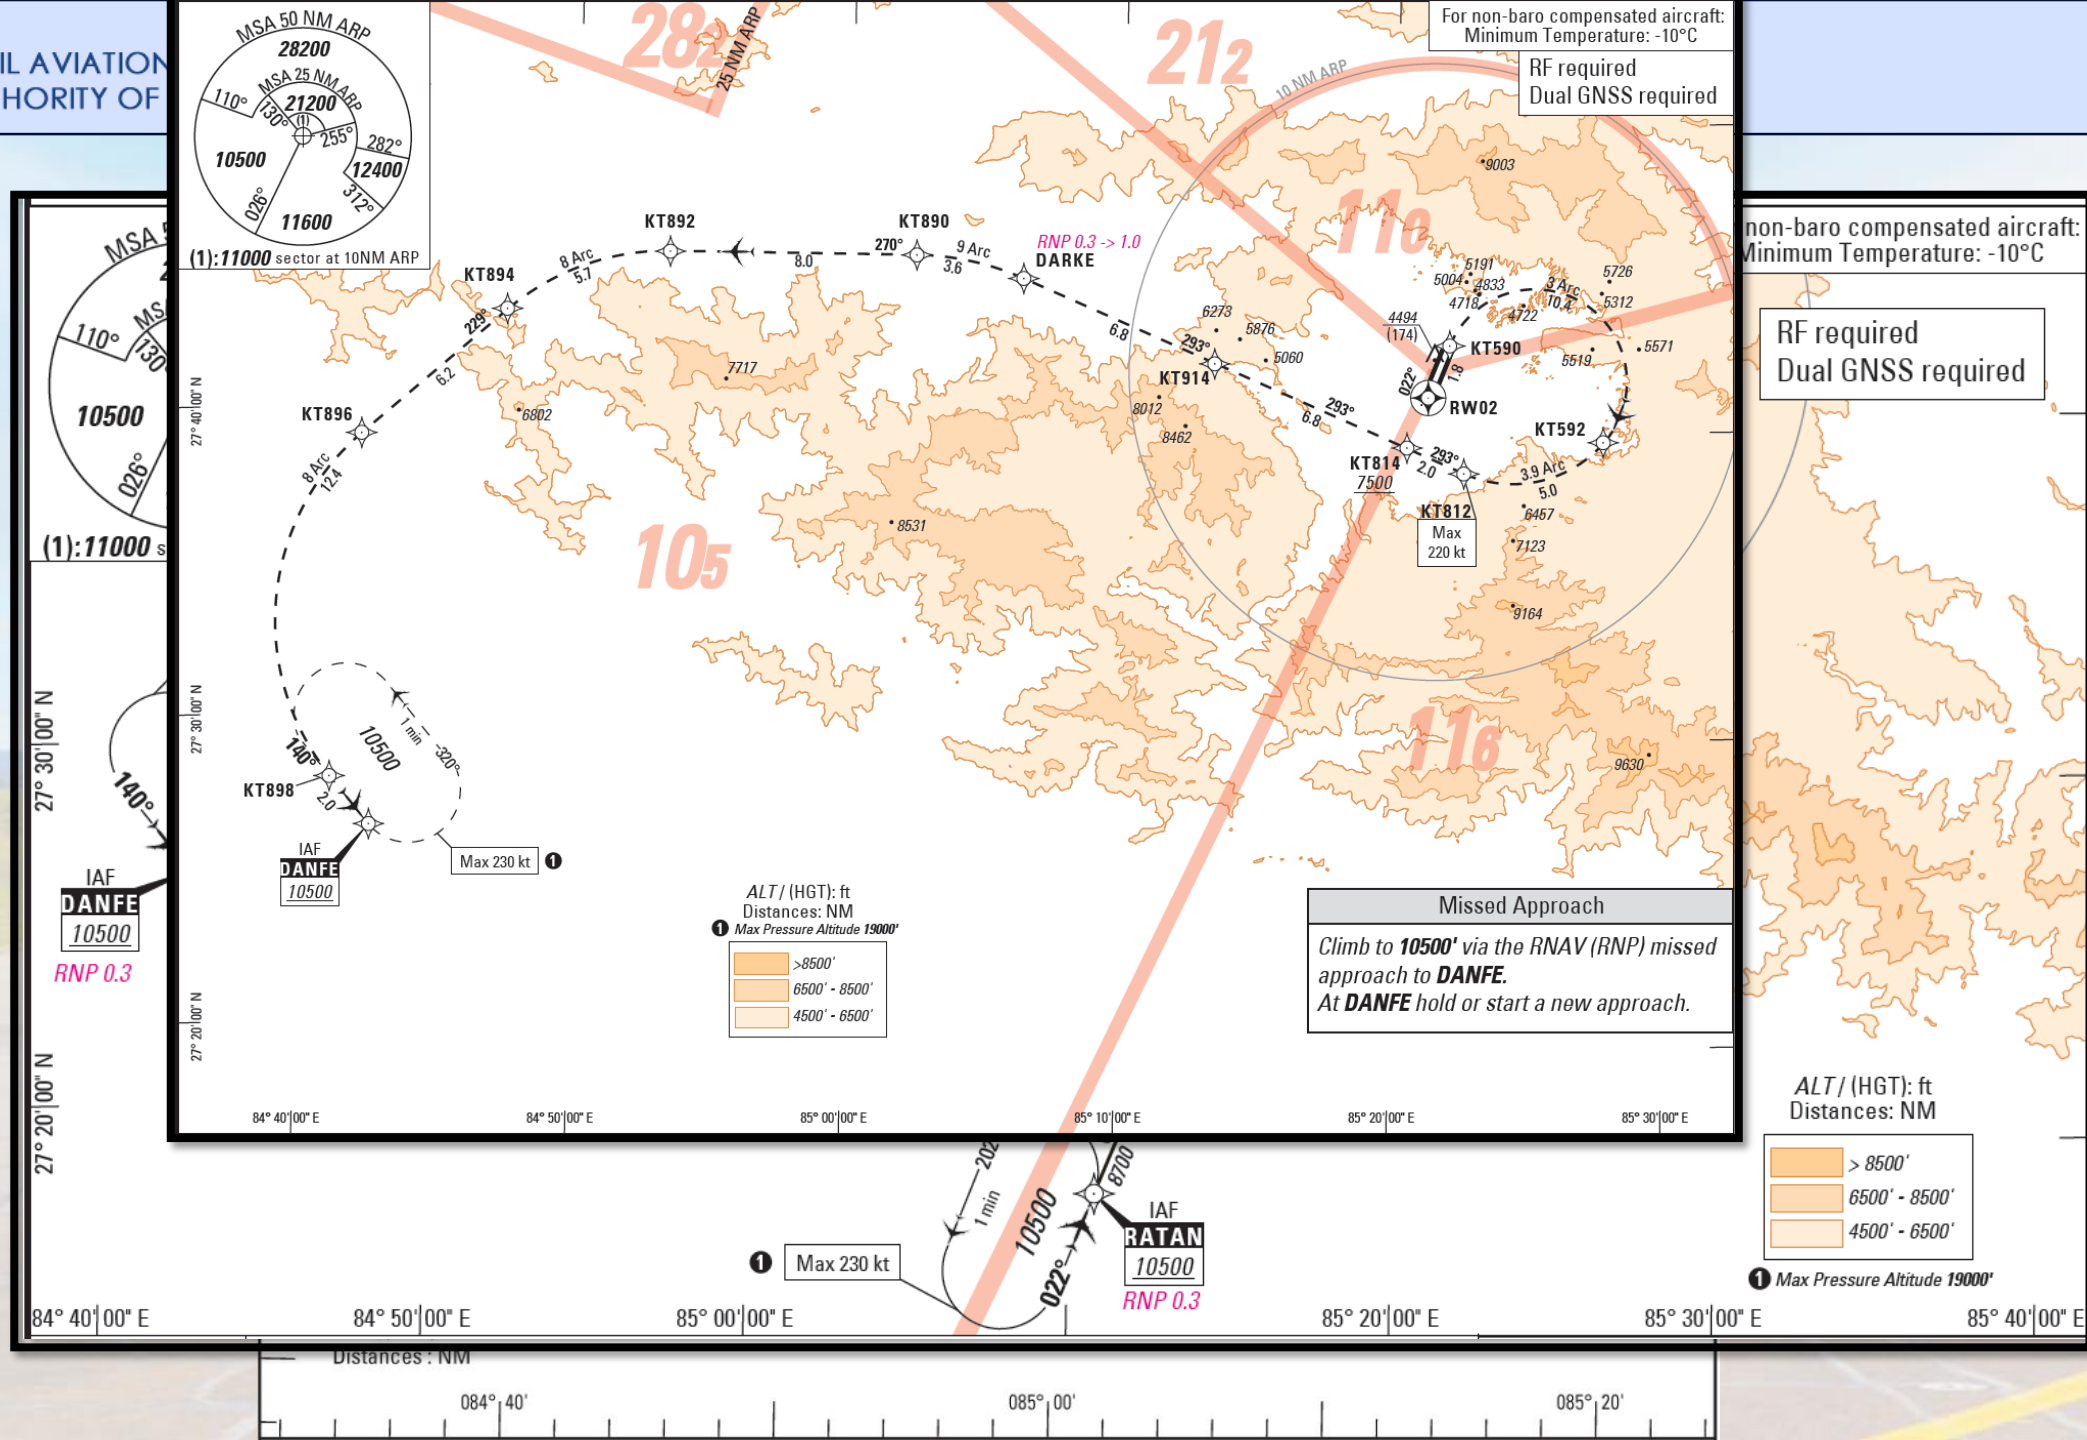 IL AVIATION
HORITY OF
MSA 50 NM ARP
28200
MSA 25 NM ARP
21200
(1)
110°
130°
255°
282°
10500
12400
026°
312°
11600
(1):11000 sector at 10NM ARP
282
25 NM ARP
212
For non-baro compensated aircraft:
Minimum Temperature: -10°C
RF required
Dual GNSS required
10 NM ARP
9003
110
KT892
KT890
270°
9 Arc
3.6
RNP 0.3 -> 1.0
DARKE
8 Arc
5.7
8.0
KT894
229°
6.2
KT896
8 Arc
12.4
6.8
293°
KT914
6273
5876
5060
8012
8462
7717
6802
8531
5191
5004
4833
4718
3 Arc
10.4
4722
5726
5312
5571
5519
4494
(174)
KT590
1.8
022°
RW02
293°
6.8
KT814
7500
293°
2.0
KT592
3.9 Arc
5.0
KT812
Max
220 kt
6457
7123
9164
105
116
9630
27° 40'00" N
27° 30'00" N
27° 20'00" N
10500
1 min
320°
140°
KT898
2.0
IAF
DANFE
10500
Max 230 kt
1
ALT/ (HGT): ft
Distances: NM
1 Max Pressure Altitude 19000'
>8500'
6500' - 8500'
4500' - 6500'
Missed Approach
Climb to 10500' via the RNAV (RNP) missed
approach to DANFE.
At DANFE hold or start a new approach.
84° 40'00" E
84° 50'00" E
85° 00'00" E
85° 10'00" E
85° 20'00" E
85° 30'00" E
MSA 5
MS
110°
130°
10500
026°
(1):11000 s
non-baro compensated aircraft:
Minimum Temperature: -10°C
RF required
Dual GNSS required
27° 30'00" N
140°
IAF
DANFE
10500
RNP 0.3
27° 20'00" N
202
1 min
10500
022°
8700
IAF
RATAN
10500
RNP 0.3
1
Max 230 kt
ALT/ (HGT): ft
Distances: NM
> 8500'
6500' - 8500'
4500' - 6500'
1 Max Pressure Altitude 19000'
84° 40'00" E
84° 50'00" E
85° 00'00" E
85° 20'00" E
85° 30'00" E
85° 40'00" E
Distances : NM
084° 40'
085° 00'
085° 20'